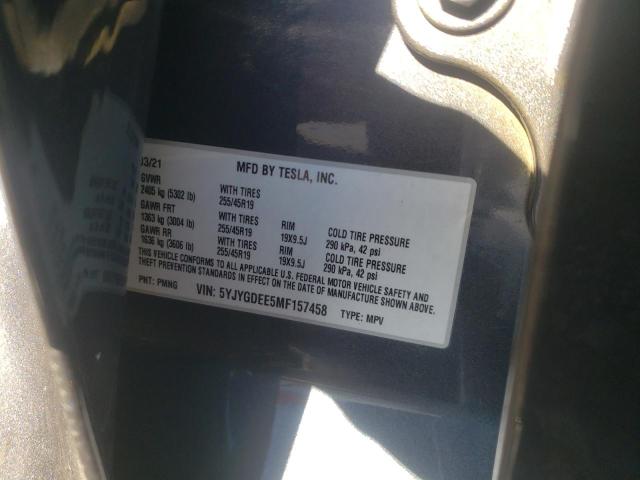 03/21 MFD BY TESLA, INC.
GVWR
2405 kg (5302 lb) WITH TIRES
GAWR FRT 255/45R19 RIM COLD TIRE PRESSURE
1363 kg (3004 lb) WITH TIRES 19X9.5J 290 kPa, 42 psi
GAWR RR 255/45R19 RIM COLD TIRE PRESSURE
1636 kg (3606 lb) WITH TIRES 19X9.5J 290 kPa, 42 psi
255/45R19
THIS VEHICLE CONFORMS TO ALL APPLICABLE U.S. FEDERAL MOTOR VEHICLE SAFETY AND
THEFT PREVENTION STANDARDS IN EFFECT ON THE DATE OF MANUFACTURE SHOWN ABOVE.
PNT: PMNG VIN: 5YJYGDEE5MF157458 TYPE: MPV